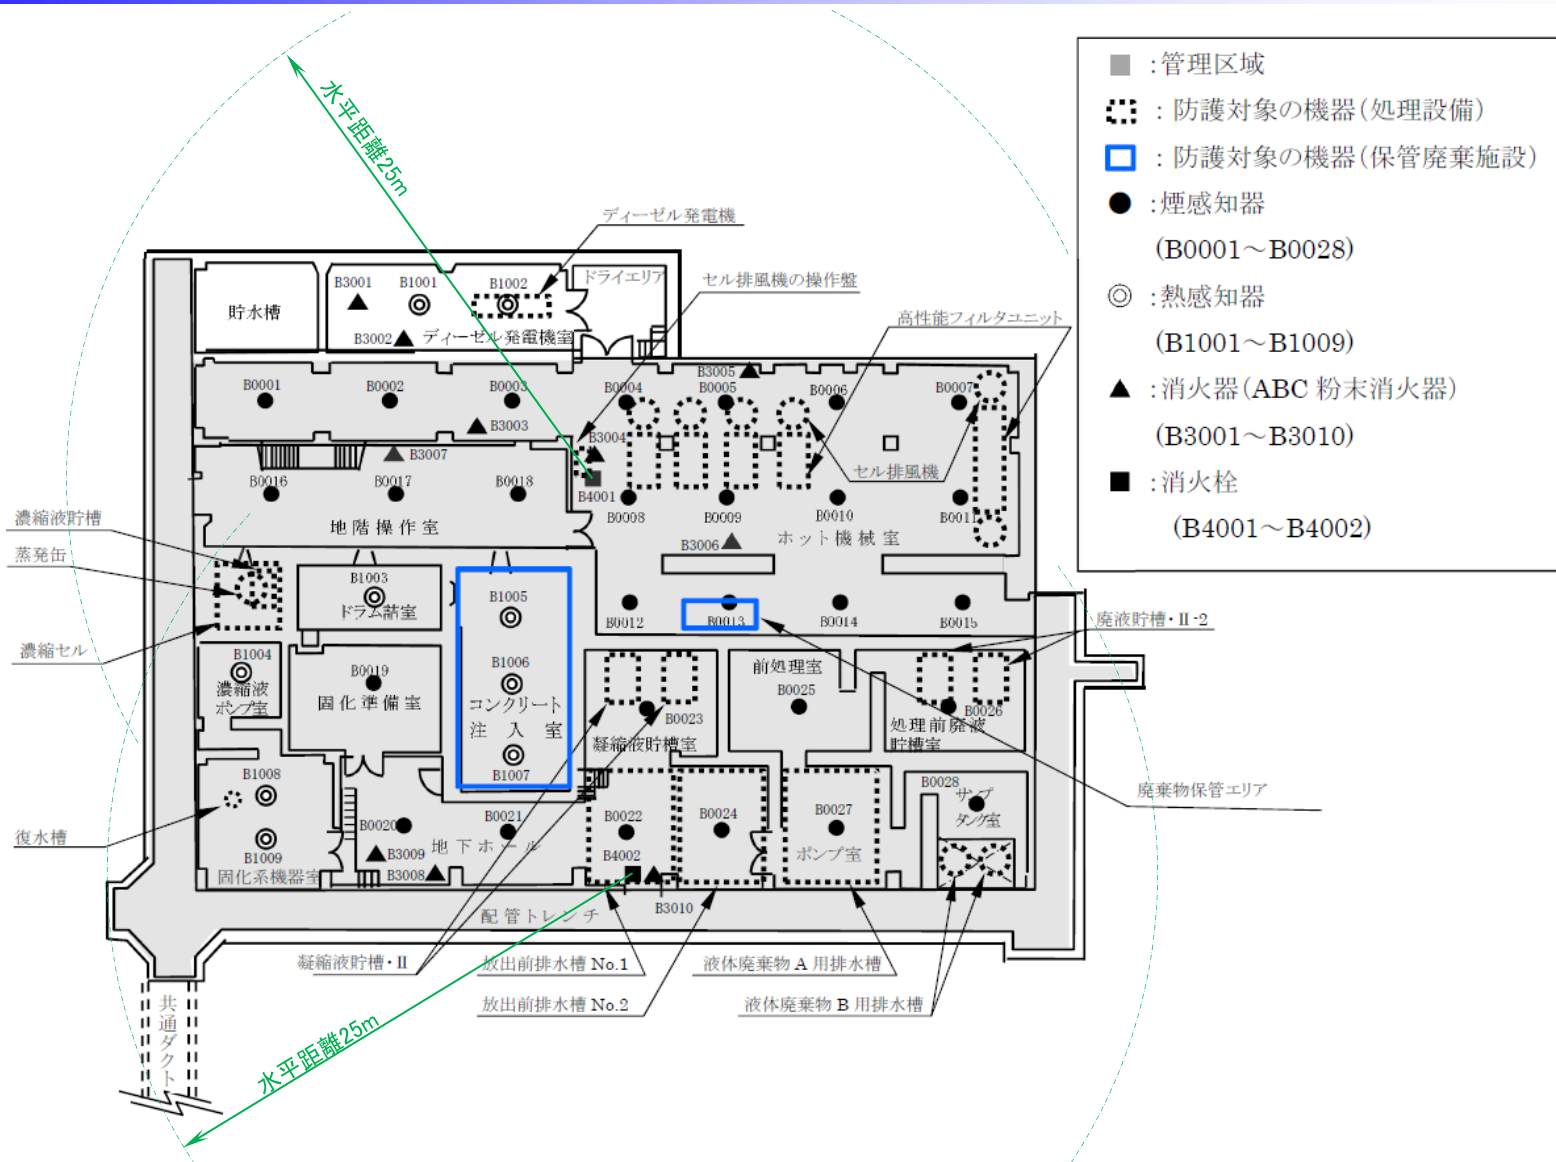 水平距離25m
■ :管理区域
: 防護対象の機器(処理設備)
: 防護対象の機器(保管廃棄施設)
● :煙感知器
(B0001～B0028)
◎ :熱感知器
(B1001～B1009)
▲ :消火器(ABC 粉末消火器)
(B3001～B3010)
■ :消火栓
(B4001～B4002)
ディーゼル発電機
ドライエリア
セル排風機の操作盤
高性能フィルタユニット
貯水槽
B3001
B1001
B1002
B3002
ディーゼル発電機室
B0001
B0002
B0003
B0004
B3005
B0005
B0006
B0007
B3003
B3004
B3007
セル排風機
B0016
B0017
B0018
B4001
B0008
B0009
B0010
B0011
地階操作室
ホット機械室
B3006
濃縮液貯槽
蒸発缶
濃縮セル
B1003
ドラム詰室
B1005
B0012
B0013
B0014
B0015
廃液貯槽・II-2
B1004
濃縮液
ポンプ室
B0019
固化準備室
B1006
コンクリート
注入室
B1007
B0023
凝縮液貯槽室
前処理室
B0025
B0026
処理前廃液
貯槽室
廃棄物保管エリア
B1008
B1009
固化系機器室
復水槽
B0020
B0021
地下ホール
B3009
B3008
B0022
B4002
B3010
B0024
B0027
ポンプ室
B0028
サンプ
タンク室
配管トレンチ
凝縮液貯槽・II
放出前排水槽 No.1
液体廃棄物 A 用排水槽
放出前排水槽 No.2
液体廃棄物 B 用排水槽
共通ダクト
水平距離25m